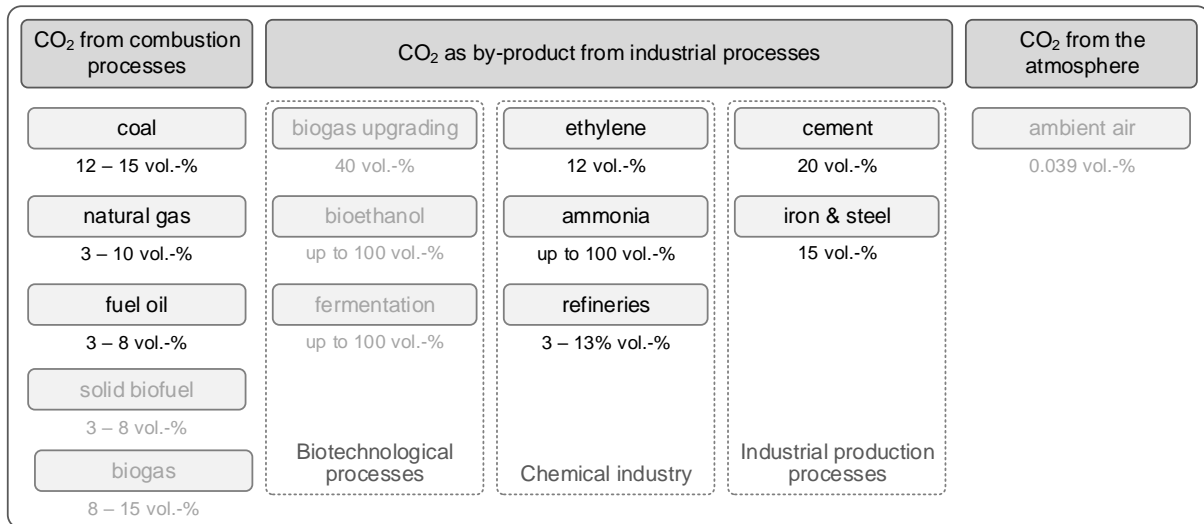 CO₂ from combustion
processes
coal
12 – 15 vol.-%
natural gas
3 – 10 vol.-%
fuel oil
3 – 8 vol.-%
solid biofuel
3 – 8 vol.-%
biogas
8 – 15 vol.-%
CO₂ as by-product from industrial processes
biogas upgrading
40 vol.-%
bioethanol
up to 100 vol.-%
fermentation
up to 100 vol.-%
Biotechnological
processes
ethylene
12 vol.-%
ammonia
up to 100 vol.-%
refineries
3 – 13% vol.-%
Chemical industry
cement
20 vol.-%
iron & steel
15 vol.-%
Industrial production
processes
CO₂ from the
atmosphere
ambient air
0.039 vol.-%